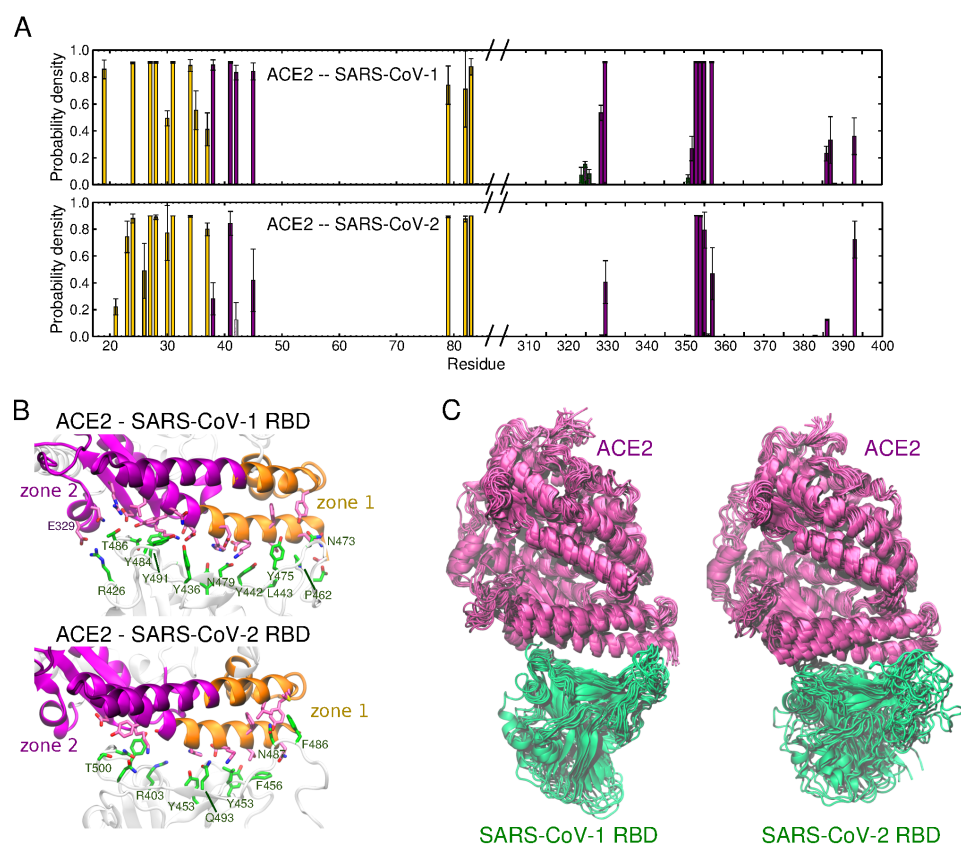 A
ACE2 -- SARS-CoV-1
Probability density
1.0
0.8
0.6
0.4
0.2
0.0
ACE2 -- SARS-CoV-2
Probability density
1.0
0.8
0.6
0.4
0.2
0.0
20 30 40 50 60 70 80 310 320 330 340 350 360 370 380 390 400
Residue
B
ACE2 - SARS-CoV-1 RBD
zone 2
zone 1
E329
T486
Y484
Y491
R426
Y436
N479
Y442
L443
Y475
P462
N473
ACE2 - SARS-CoV-2 RBD
zone 1
zone 2
N487
F486
T500
R403
Y453
Q493
Y453
F456
C
ACE2
ACE2
SARS-CoV-1 RBD
SARS-CoV-2 RBD